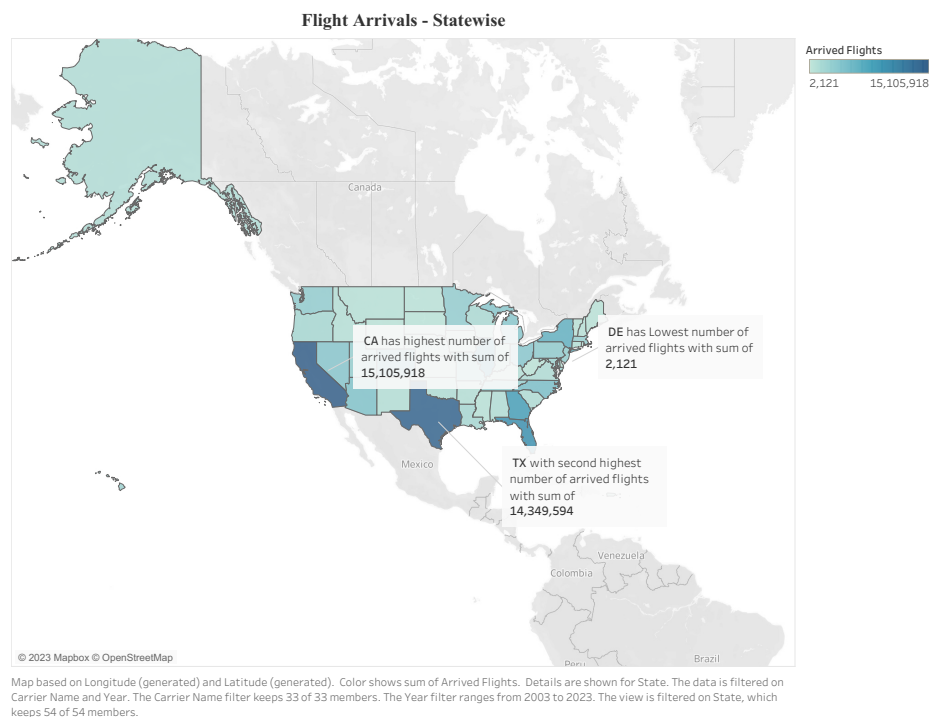 Flight Arrivals - Statewise
Arrived Flights
2,121 15,105,918
Canada
CA has highest number of
arrived flights with sum of
15,105,918
DE has Lowest number of
arrived flights with sum of
2,121
TX with second highest
number of arrived flights
with sum of
14,349,594
Mexico
Venezuela
Colombia
Brazil
Peru
© 2023 Mapbox © OpenStreetMap
Map based on Longitude (generated) and Latitude (generated). Color shows sum of Arrived Flights. Details are shown for State. The data is filtered on
Carrier Name and Year. The Carrier Name filter keeps 33 of 33 members. The Year filter ranges from 2003 to 2023. The view is filtered on State, which
keeps 54 of 54 members.